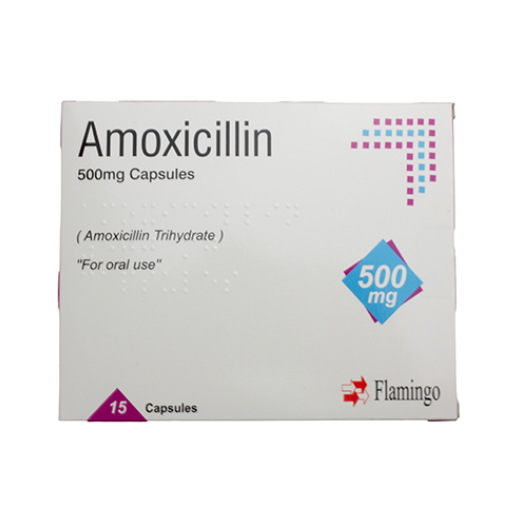 Amoxicillin
500mg Capsules
( Amoxicillin Trihydrate )
"For oral use"
500
mg
Flamingo
15 Capsules